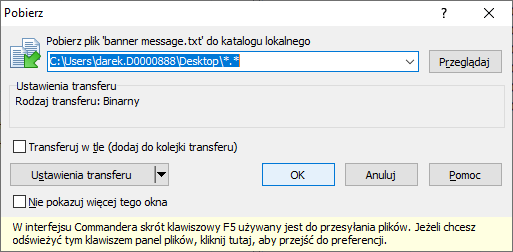 Pobierz
Pobierz plik 'banner message.txt' do katalogu lokalnego
C:\Users\darek.D0000888\Desktop\*.*
Przeglądaj
Ustawienia transferu
Rodzaj transferu: Binarny
Transferuj w tle (dodaj do kolejki transferu)
Ustawienia transferu
OK
Anuluj
Pomoc
Nie pokazuj więcej tego okna
W interfejsu Commandera skrót klawiszowy F5 używany jest do przesyłania plików. Jeżeli chcesz
odświeżyć tym klawiszem panel plików, kliknij tutaj, aby przejść do preferencji.